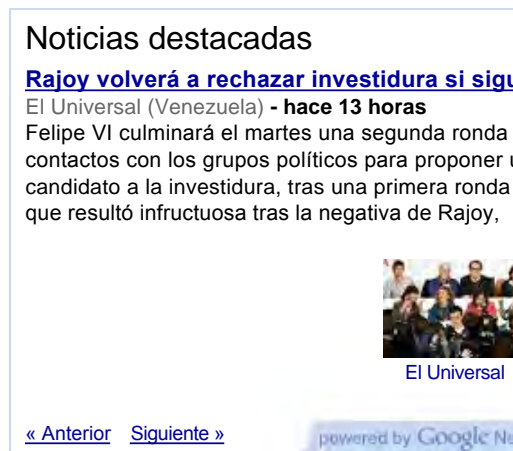 Noticias destacadas
Rajoy volverá a rechazar investidura si
El Universal (Venezuela) - hace 13 horas
Felipe VI culminará el martes una segunda ronda
contactos con los grupos políticos para proponer
candidato a la investidura, tras una primera ronda
que resultó infructuosa tras la negativa de Rajoy,
El Universal
« Anterior Siguiente »
powered by Google